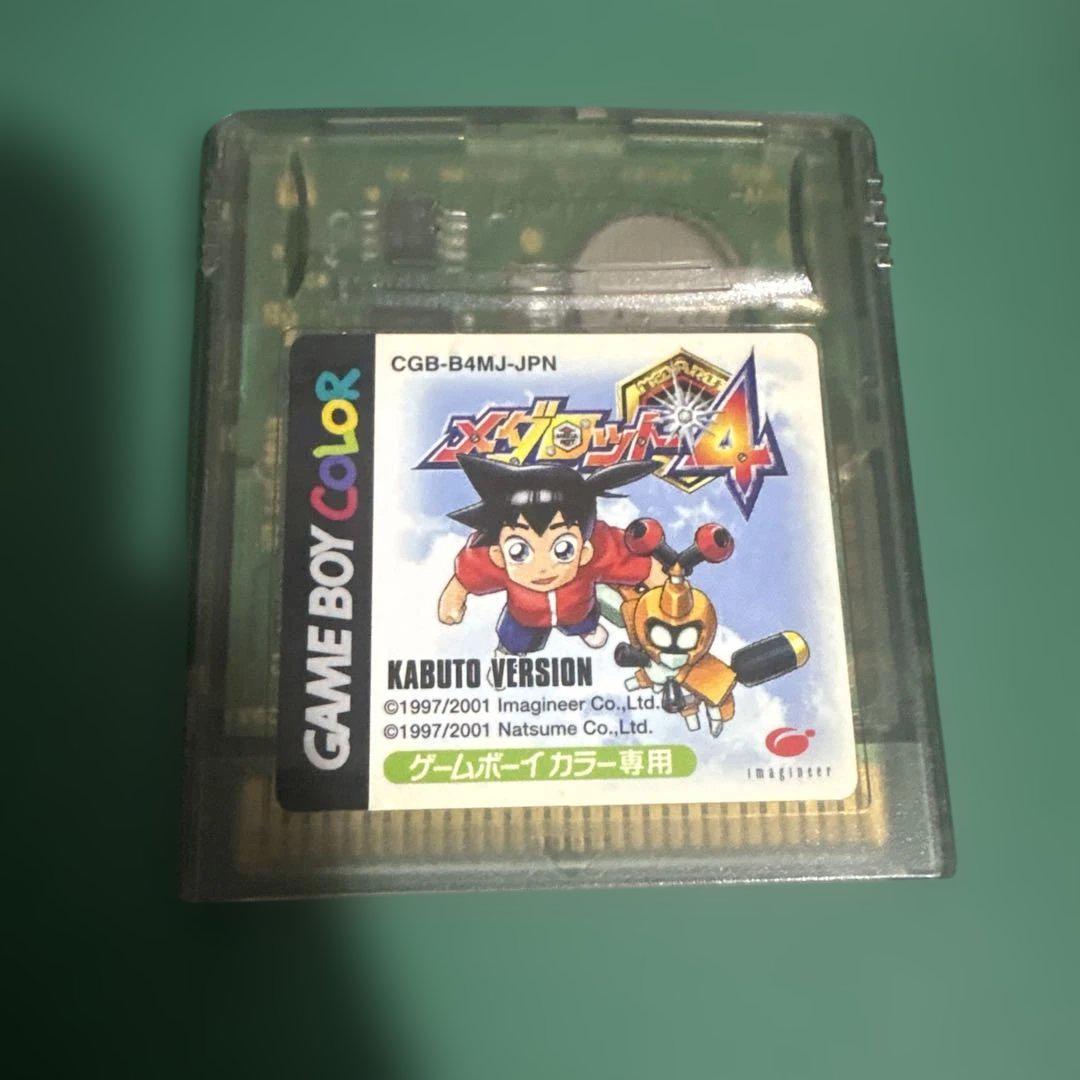 GAME BOY COLOR
CGB-B4MJ-JPN
メダロット4
KABUTO VERSION
©1997/2001 Imagineer Co.,Ltd.
©1997/2001 Natsume Co.,Ltd.
ゲームボーイカラー専用
imagineer